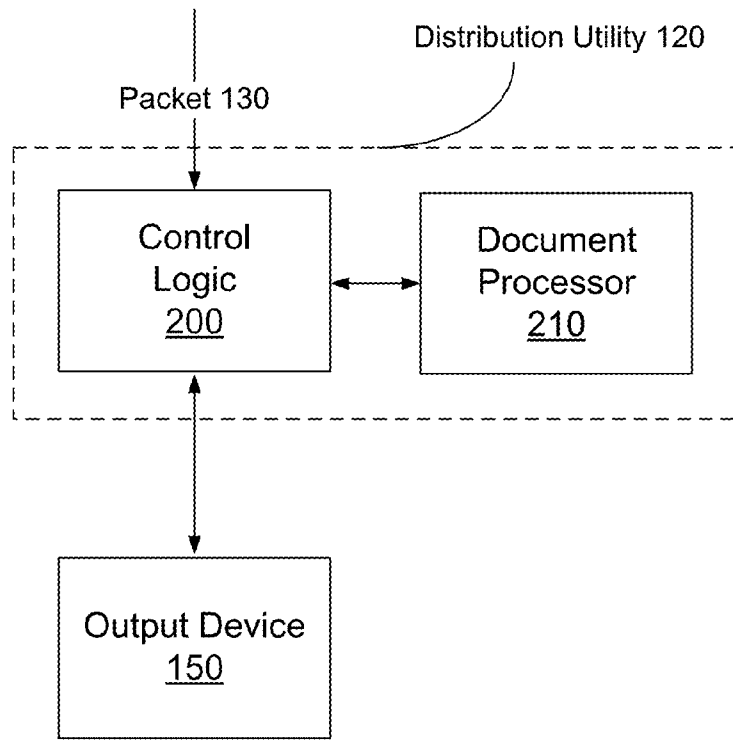 Distribution Utility 120
Packet 130
Control
Logic
200
Document
Processor
210
Output Device
150